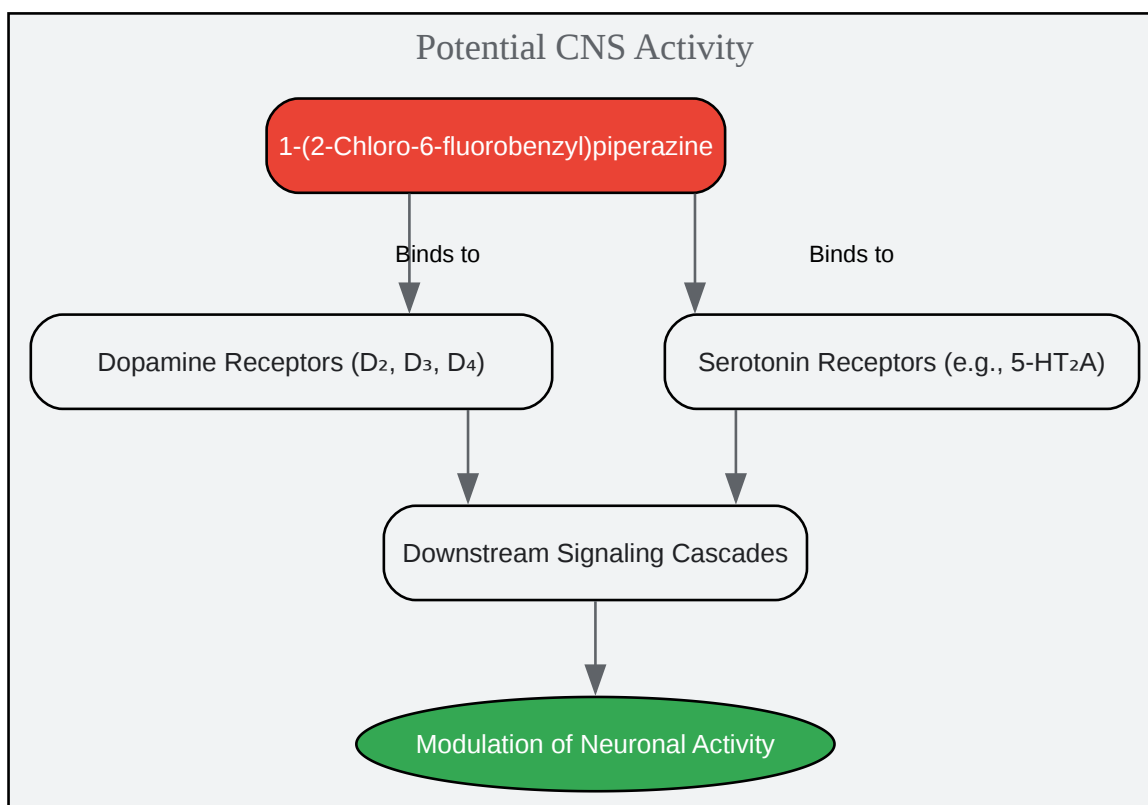 Potential CNS Activity
1-(2-Chloro-6-fluorobenzyl)piperazine
Binds to
Binds to
Dopamine Receptors (D₂, D₃, D₄)
Serotonin Receptors (e.g., 5-HT₂A)
Downstream Signaling Cascades
Modulation of Neuronal Activity